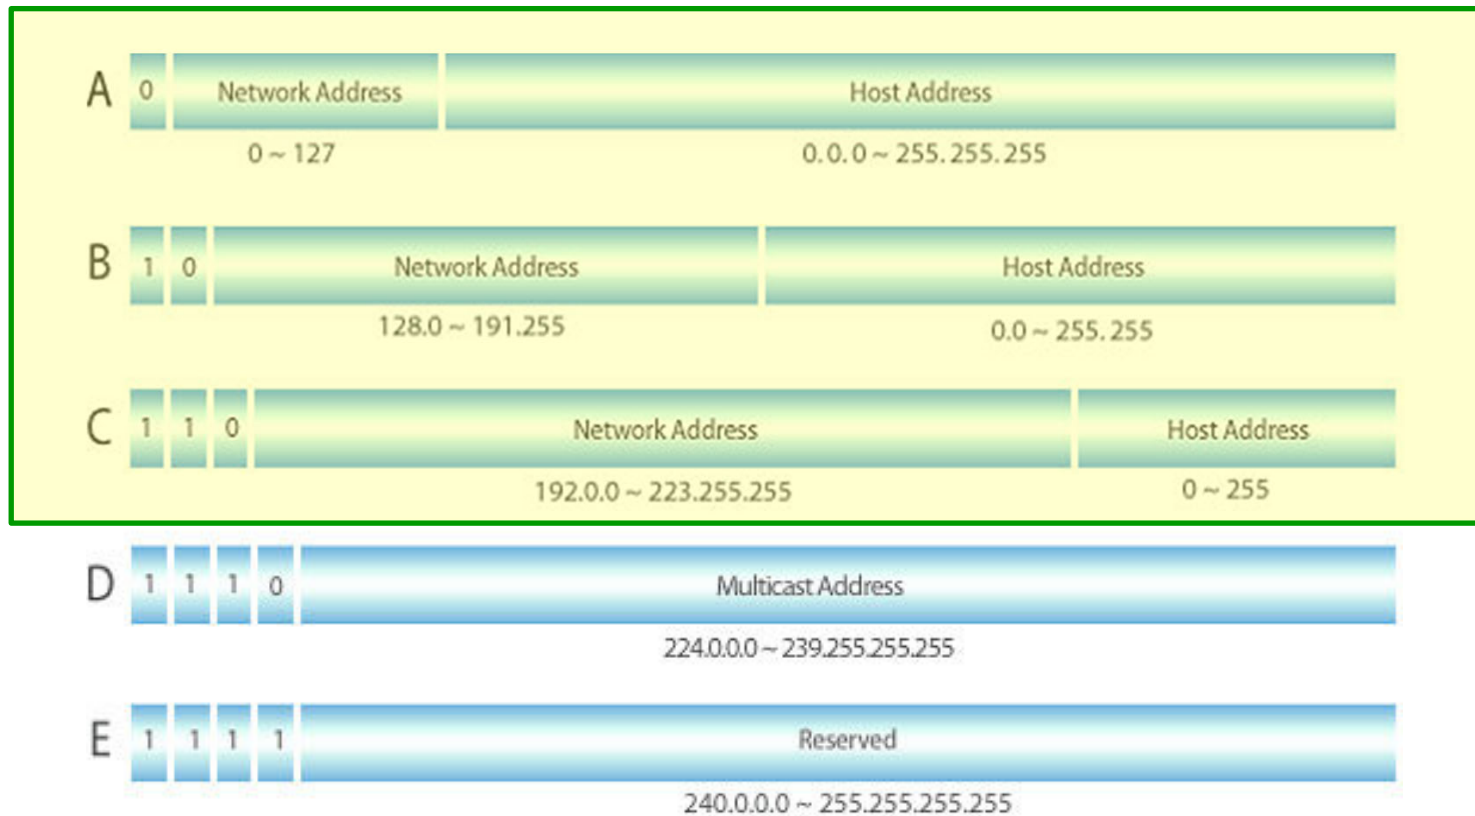 A 0 Network Address Host Address
0 ~ 127 0.0.0 ~ 255.255.255
B 1 0 Network Address Host Address
128.0 ~ 191.255 0.0 ~ 255.255
C 1 1 0 Network Address Host Address
192.0.0 ~ 223.255.255 0 ~ 255
D 1 1 1 0 Multicast Address
224.0.0.0 ~ 239.255.255.255
E 1 1 1 1 Reserved
240.0.0.0 ~ 255.255.255.255